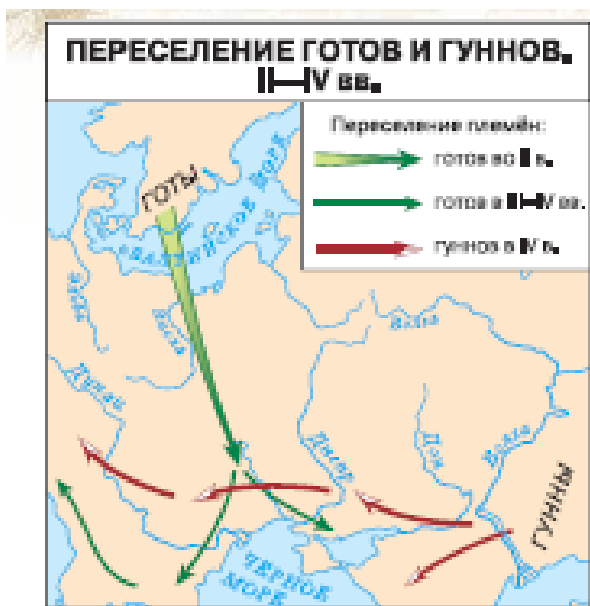 ПЕРЕСЕЛЕНИЕ ГОТОВ И ГУННОВ.
II—IV вв.
Переселение племён:
готов во II в.
готов в III—IV вв.
гуннов в IV в.
ГОТЫ
БАЛТИЙСКОЕ МОРЕ
Висла
Дунай
Волга
Днепр
Дон
Волга
ГУННЫ
ЧЕРНОЕ
МОРЕ